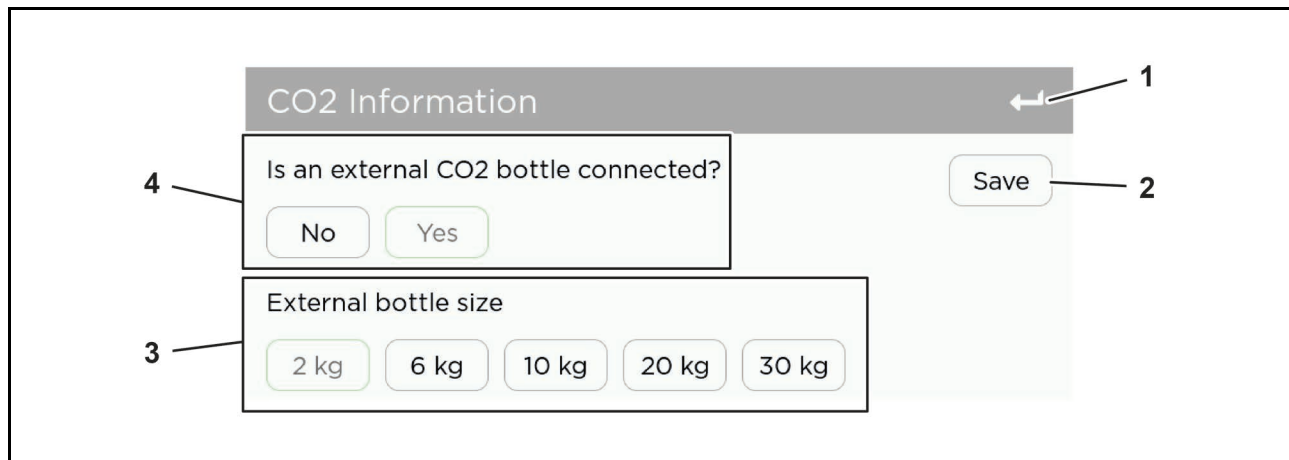 CO2 Information
1
Is an external CO2 bottle connected?
Save
2
4
No Yes
External bottle size
3
2 kg 6 kg 10 kg 20 kg 30 kg